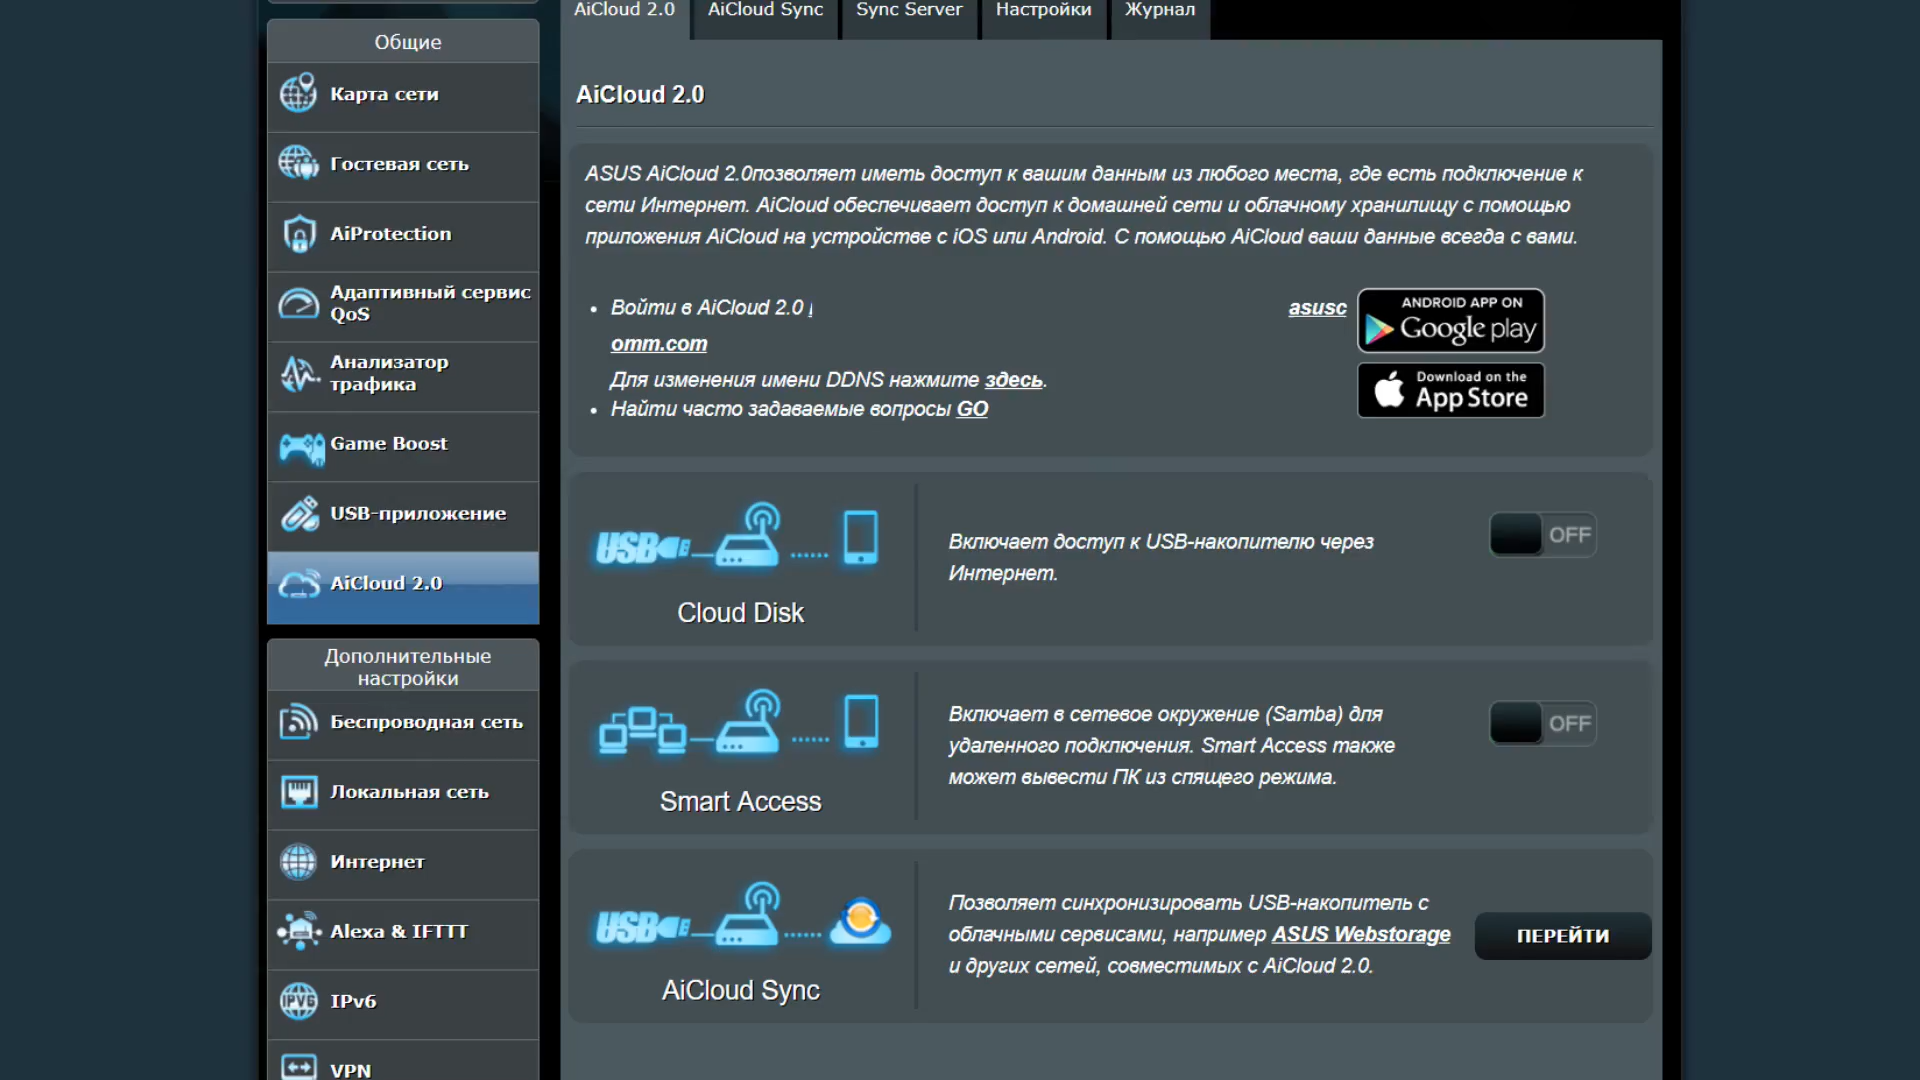 AiCloud 2.0 AiCloud Sync Sync Server Настройки Журнал
Общие
Карта сети
Гостевая сеть
AiProtection
Адаптивный сервис
QoS
Анализатор
трафика
Game Boost
USB-приложение
AiCloud 2.0
Дополнительные
настройки
Беспроводная сеть
Локальная сеть
Интернет
Alexa & IFTTT
IPv6
VPN
AiCloud 2.0
ASUS AiCloud 2.0позволяет иметь доступ к вашим данным из любого места, где есть подключение к
сети Интернет. AiCloud обеспечивает доступ к домашней сети и облачному хранилищу с помощью
приложения AiCloud на устройстве с iOS или Android. С помощью AiCloud ваши данные всегда с вами.
• Войти в AiCloud 2.0 asusc
omm.com
Для изменения имени DDNS нажмите здесь.
• Найти часто задаваемые вопросы GO
ANDROID APP ON
Google play
Download on the
App Store
USB
Cloud Disk
Включает доступ к USB-накопителю через
Интернет.
OFF
Smart Access
Включает в сетевое окружение (Samba) для
удаленного подключения. Smart Access также
может вывести ПК из спящего режима.
OFF
USB
AiCloud Sync
Позволяет синхронизировать USB-накопитель с
облачными сервисами, например ASUS Webstorage
и других сетей, совместимых с AiCloud 2.0.
ПЕРЕЙТИ